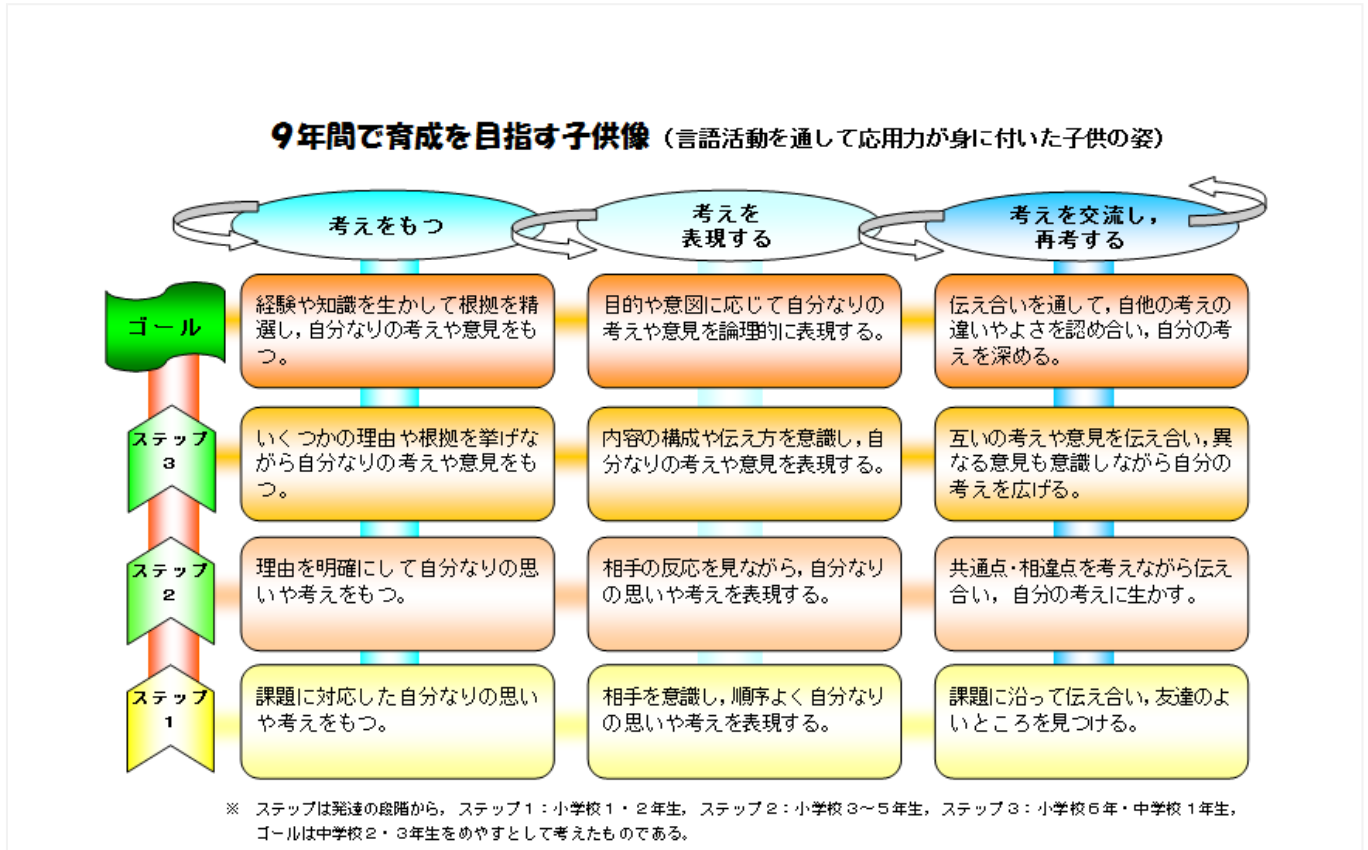 9年間で育成を目指す子供像（言語活動を通して応用力が身に付いた子供の姿）
考えをもつ
考えを
表現する
考えを交流し，
再考する
ゴール
経験や知識を生かして根拠を精
選し，自分なりの考えや意見をも
つ。
目的や意図に応じて自分なりの
考えや意見を論理的に表現する。
伝え合いを通して，自他の考えの
違いやよさを認め合い，自分の考
えを深める。
ステップ
3
いくつかの理由や根拠を挙げな
がら自分なりの考えや意見をも
つ。
内容の構成や伝え方を意識し，自
分なりの考えや意見を表現する。
互いの考えや意見を伝え合い，異
なる意見も意識しながら自分の
考えを広げる。
ステップ
2
理由を明確にして自分なりの思
いや考えをもつ。
相手の反応を見ながら，自分なり
の思いや考えを表現する。
共通点・相違点を考えながら伝え
合い，自分の考えに生かす。
ステップ
1
課題に対応した自分なりの思い
や考えをもつ。
相手を意識し，順序よく自分なり
の思いや考えを表現する。
課題に沿って伝え合い，友達のよ
いところを見つける。
※　ステップは発達の段階から，ステップ１：小学校１・２年生，ステップ２：小学校３～５年生，ステップ３：小学校６年・中学校１年生，
ゴールは中学校２・３年生をめやすとして考えたものである。